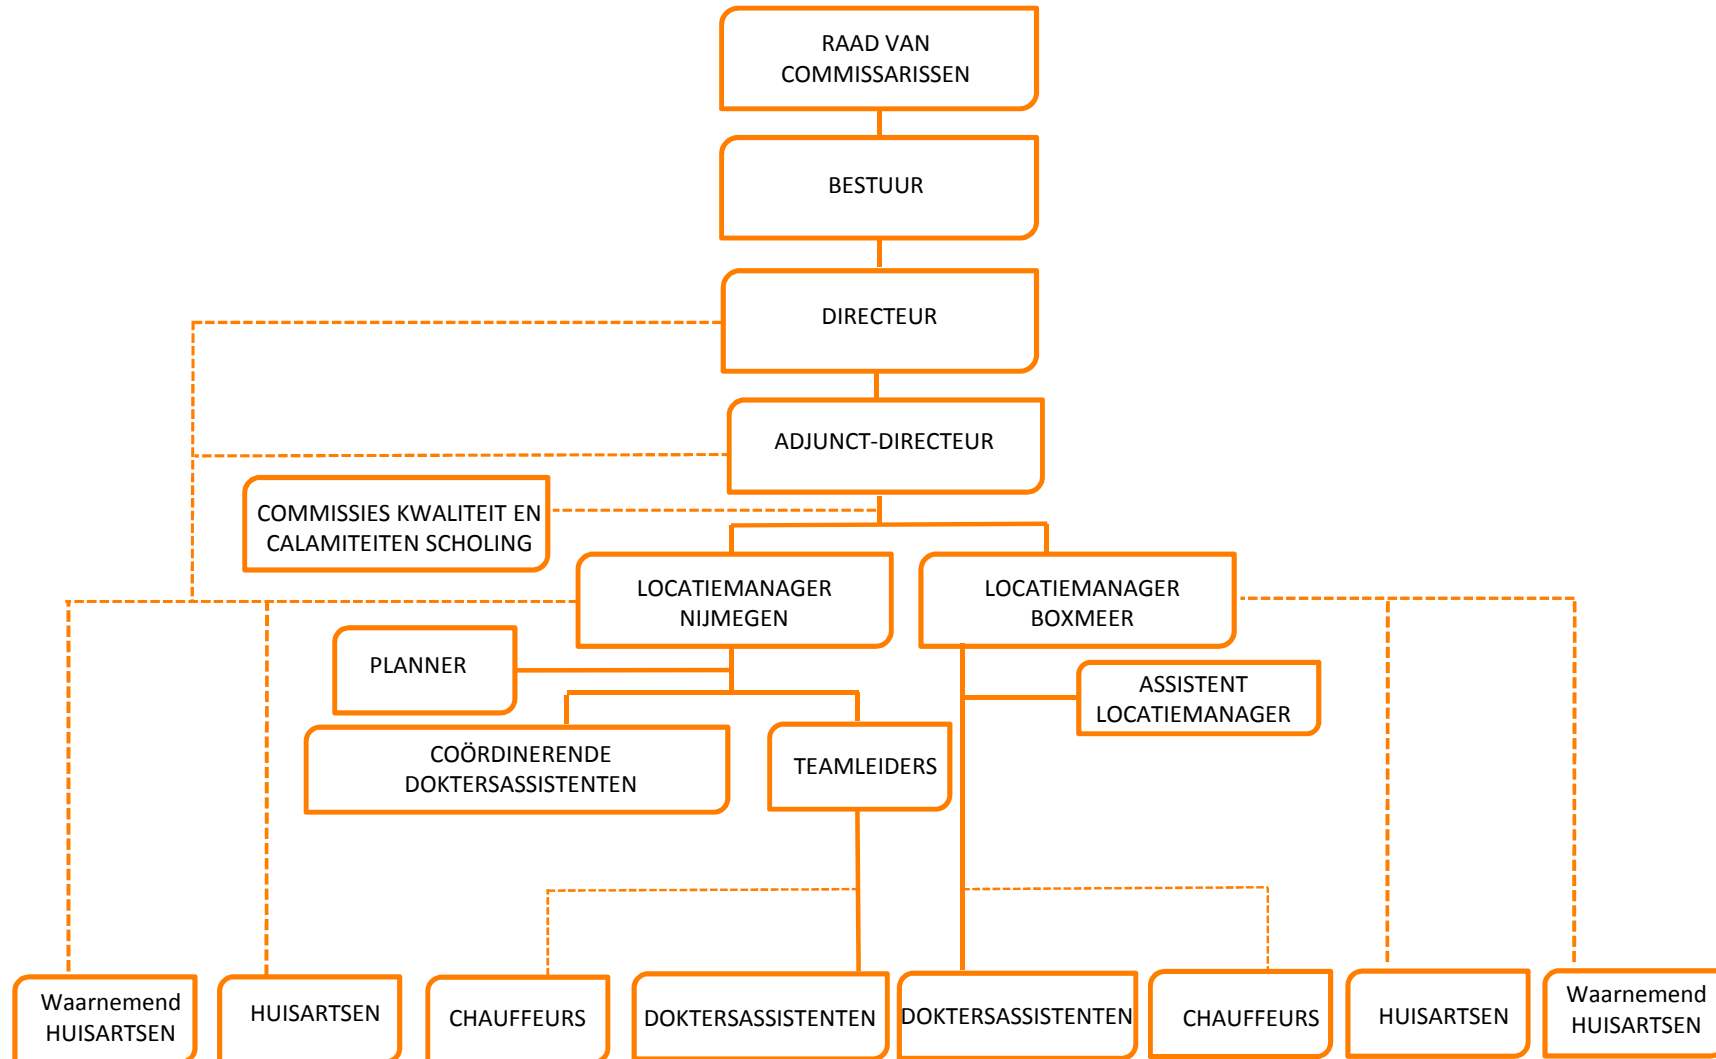 RAAD VAN
COMMISSARISSEN
BESTUUR
DIRECTEUR
ADJUNCT-DIRECTEUR
COMMISSIES KWALITEIT EN
CALAMITEITEN SCHOLING
LOCATIEMANAGER
NIJMEGEN
LOCATIEMANAGER
BOXMEER
PLANNER
ASSISTENT
LOCATIEMANAGER
COÖRDINERENDE
DOKTERSASSISTENTEN
TEAMLEIDERS
Waarnemend
HUISARTSEN
HUISARTSEN
CHAUFFEURS
DOKTERSASSISTENTEN
DOKTERSASSISTENTEN
CHAUFFEURS
HUISARTSEN
Waarnemend
HUISARTSEN